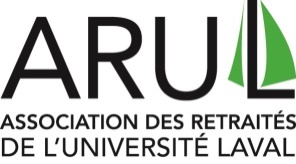 ARUL
ASSOCIATION DES RETRAITÉS
DE L'UNIVERSITÉ LAVAL